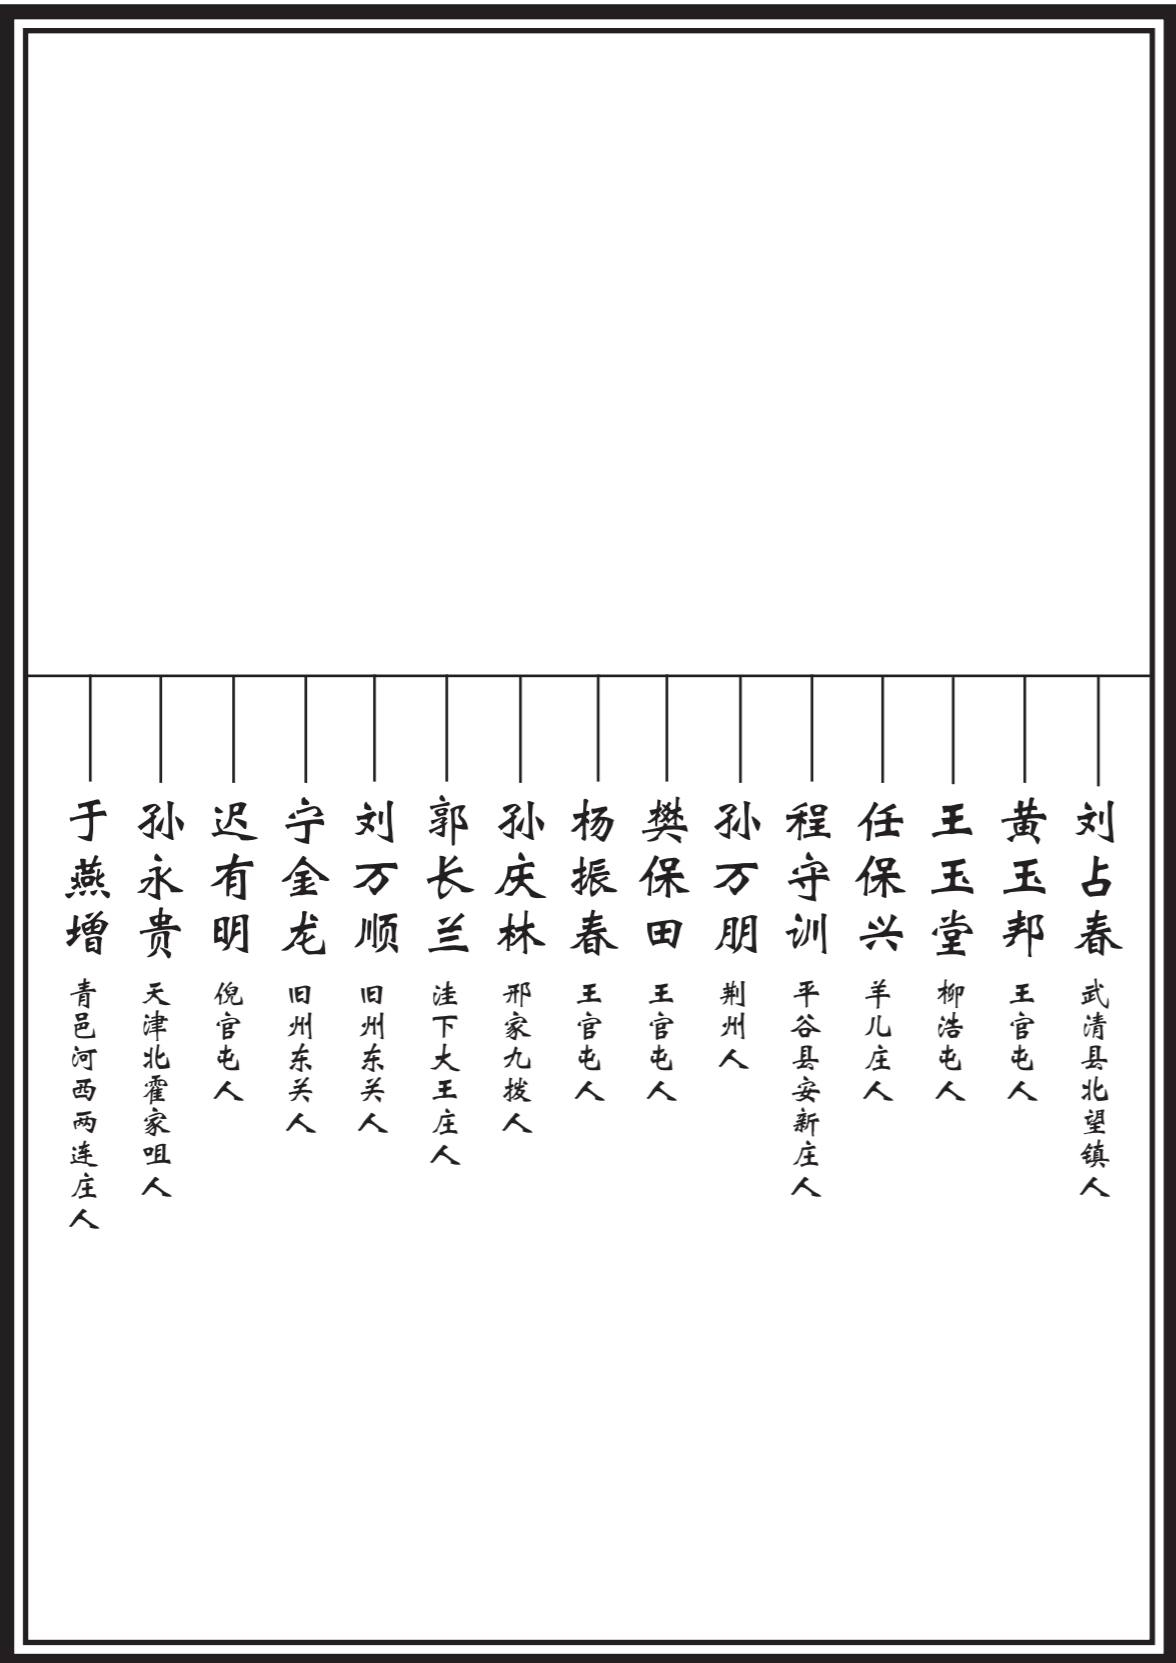 刘占春 武清县北望镇人
黄玉邦 王官屯人
王玉堂 柳浩屯人
任保兴 羊儿庄人
程守训 平谷县安新庄人
孙万朋 荆州人
樊保田 王官屯人
杨振春 王官屯人
孙庆林 邢家九拨人
郭长兰 洼下大王庄人
刘万顺 旧州东关人
宁金龙 旧州东关人
迟有明 倪官屯人
孙永贵 天津北霍家咀人
于燕增 青邑河西两连庄人